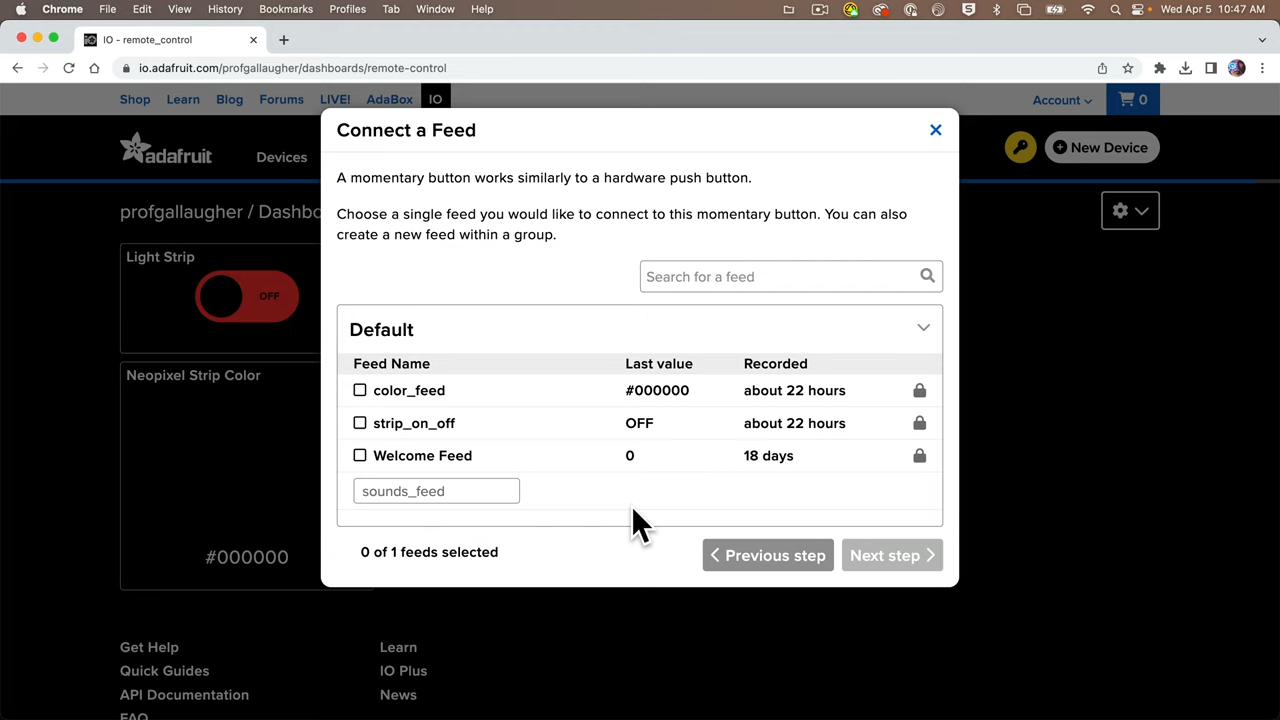 Chrome File Edit View History Bookmarks Profiles Tab Window Help Wed Apr 5 10:47 AM
IO - remote_control
io.adafruit.com/profgallaugher/dashboards/remote-control
Shop Learn Blog Forums LIVE! AdaBox IO Account 0
adafruit Devices New Device
profgallaugher / Dashbo
Light Strip
OFF
Neopixel Strip Color
#000000
Connect a Feed
A momentary button works similarly to a hardware push button.
Choose a single feed you would like to connect to this momentary button. You can also
create a new feed within a group.
Search for a feed
Default
Feed Name Last value Recorded
color_feed #000000 about 22 hours
strip_on_off OFF about 22 hours
Welcome Feed 0 18 days
sounds_feed
0 of 1 feeds selected
Previous step Next step
Get Help Learn
Quick Guides IO Plus
API Documentation News
FAQ